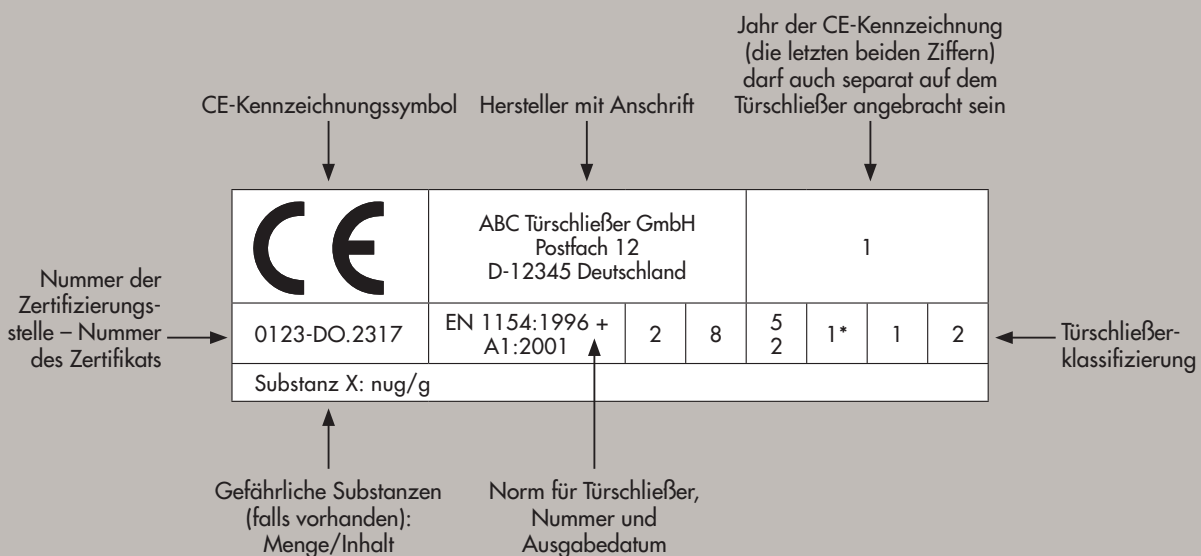 Jahr der CE-Kennzeichnung
(die letzten beiden Ziffern)
darf auch separat auf dem
Türschließer angebracht sein
CE-Kennzeichnungssymbol
Hersteller mit Anschrift
CE
ABC Türschließer GmbH
Postfach 12
D-12345 Deutschland
1
Nummer der
Zertifizierungs-
stelle – Nummer
des Zertifikats
0123-DO.2317
EN 1154:1996 +
A1:2001
2
8
5
2
1*
1
2
Türschließer-
klassifizierung
Substanz X: nug/g
Gefährliche Substanzen
(falls vorhanden):
Menge/Inhalt
Norm für Türschließer,
Nummer und
Ausgabedatum